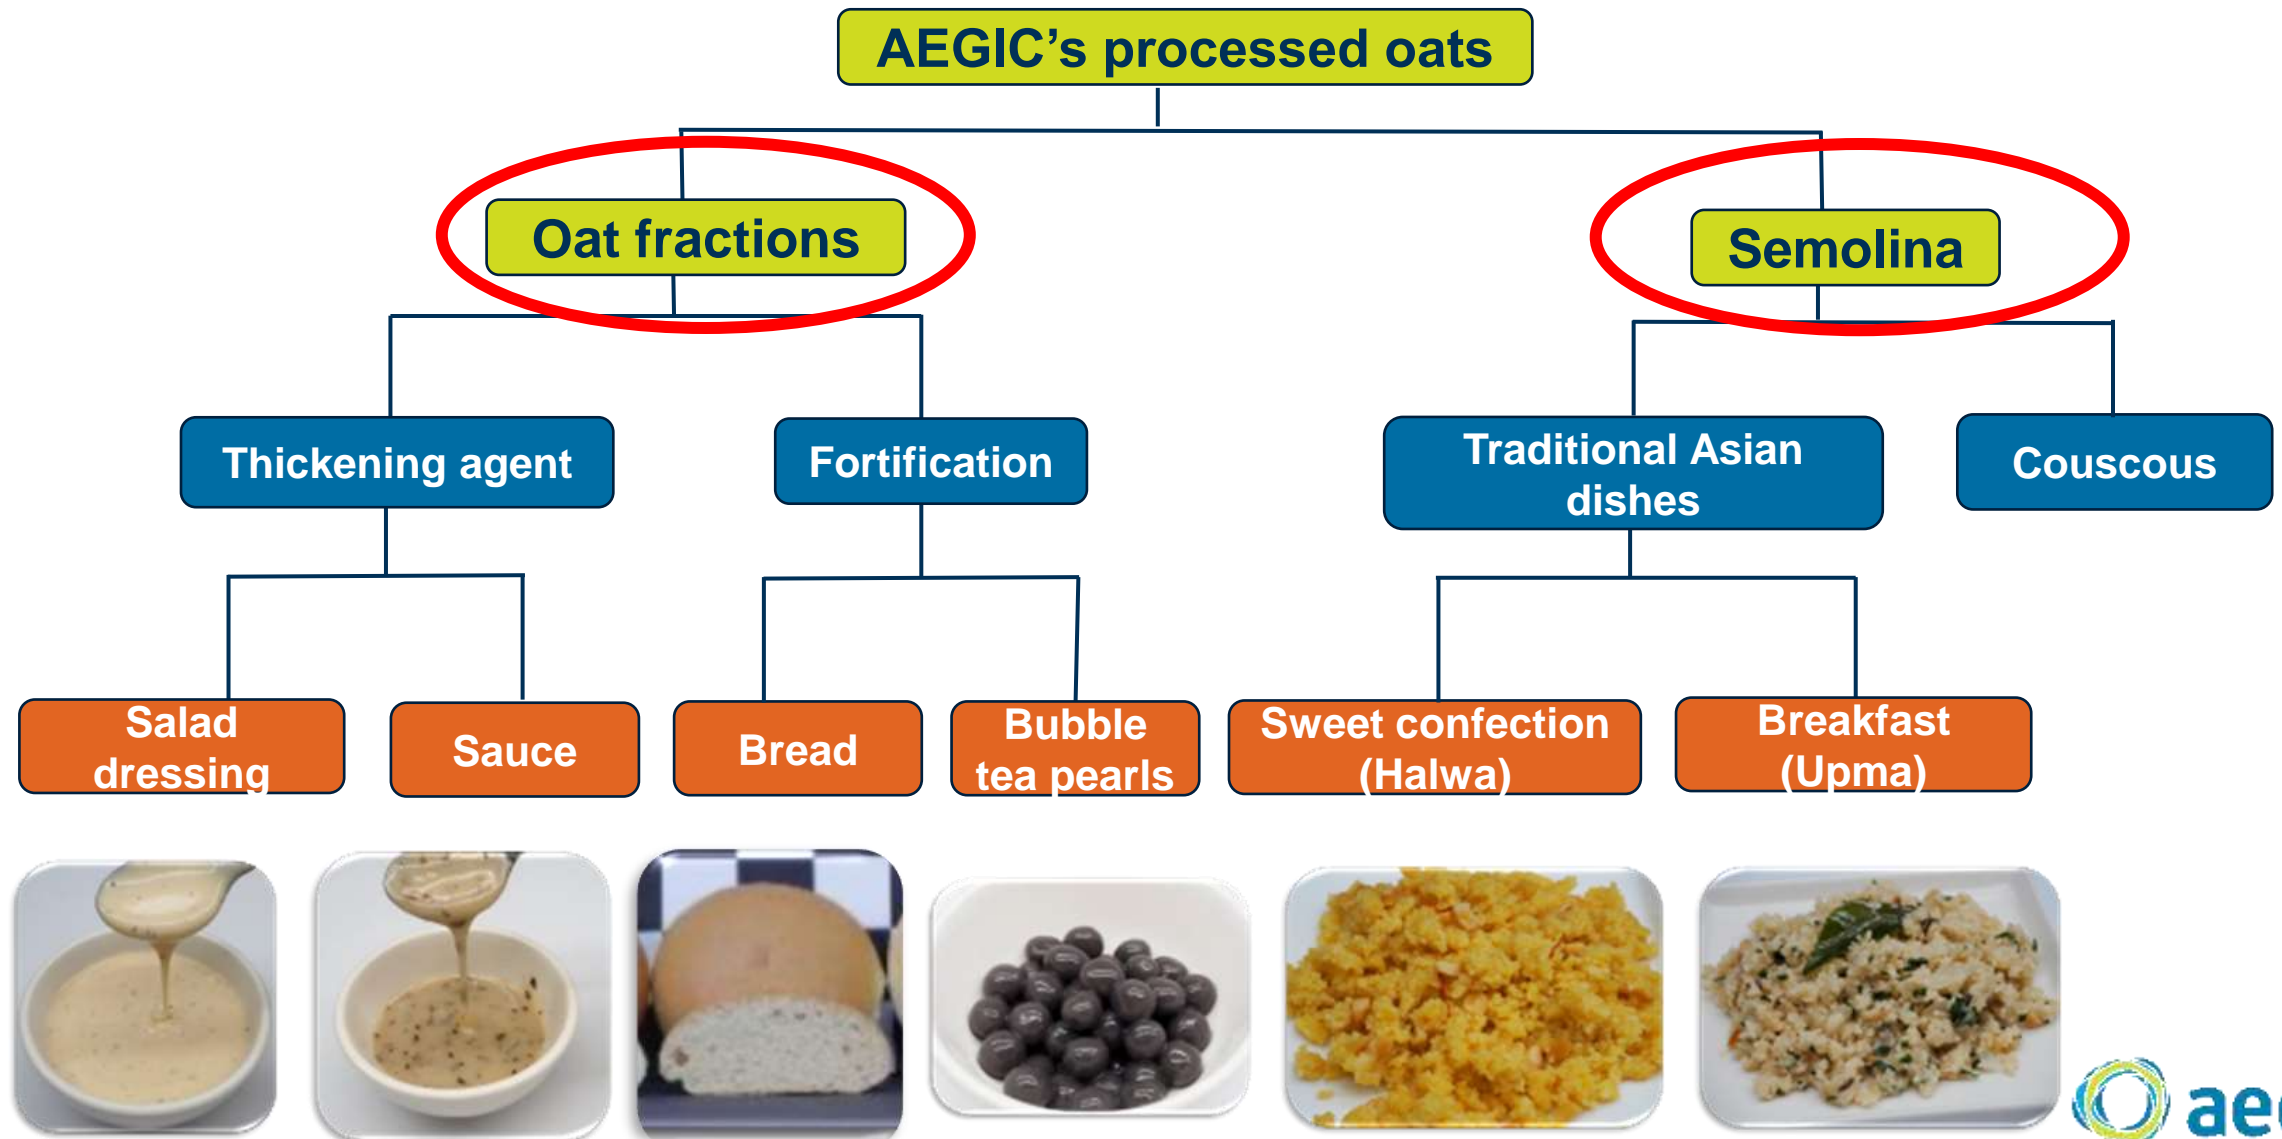 AEGIC’s processed oats
Oat fractions
Semolina
Thickening agent
Fortification
Traditional Asian
dishes
Couscous
Salad
dressing
Sauce
Bread
Bubble
tea pearls
Sweet confection
(Halwa)
Breakfast
(Upma)